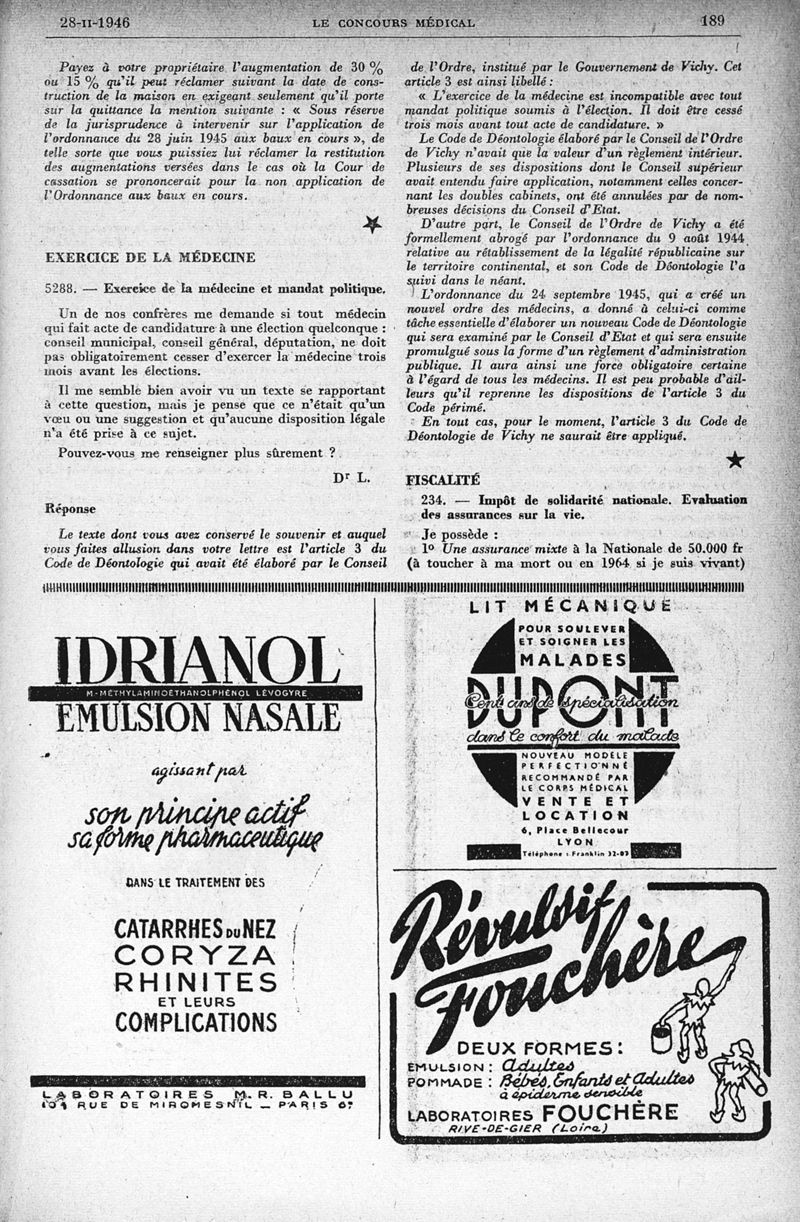 28-II-1946
LE CONCOURS MÉDICAL
189
Payez à votre propriétaire l'augmentation de 30 %
ou 15 % qu'il peut réclamer suivant la date de cons-
truction de la maison en exigeant seulement qu'il porte
sur la quittance la mention suivante : « Sous réserve
de la jurisprudence à intervenir sur l'application de
l'ordonnance du 28 juin 1945 aux baux en cours », de
telle sorte que vous puissiez lui réclamer la restitution
des augmentations versées dans le cas où la Cour de
cassation se prononcerait pour la non application de
l'Ordonnance aux baux en cours.
EXERCICE DE LA MÉDECINE
5288. — Exercice de la médecine et mandat politique.
Un de nos confrères me demande si tout médecin
qui fait acte de candidature à une élection quelconque :
conseil municipal, conseil général, députation, ne doit
pas obligatoirement cesser d'exercer la médecine trois
mois avant les élections.
Il me semble bien avoir vu un texte se rapportant
à cette question, mais je pense que ce n'était qu'un
vœu ou une suggestion et qu'aucune disposition légale
n'a été prise à ce sujet.
Pouvez-vous me renseigner plus sûrement ?
Dr L.
Réponse
Le texte dont vous avez conservé le souvenir et auquel
vous faites allusion dans votre lettre est l'article 3 du
Code de Déontologie qui avait été élaboré par le Conseil
de l'Ordre, institué par le Gouvernement de Vichy. Cet
article 3 est ainsi libellé :
« L'exercice de la médecine est incompatible avec tout
mandat politique soumis à l'élection. Il doit être cessé
trois mois avant tout acte de candidature. »
Le Code de Déontologie élaboré par le Conseil de l'Ordre
de Vichy n'avait que la valeur d'un règlement intérieur.
Plusieurs de ses dispositions dont le Conseil supérieur
avait entendu faire application, notamment celles concer-
nant les doubles cabinets, ont été annulées par de nom-
breuses décisions du Conseil d'Etat.
D'autre part, le Conseil de l'Ordre de Vichy a été
formellement abrogé par l'ordonnance du 9 août 1944
relative au rétablissement de la légalité républicaine sur
le territoire continental, et son Code de Déontologie l'a
suivi dans le néant.
L'ordonnance du 24 septembre 1945, qui a créé un
nouvel ordre des médecins, a donné à celui-ci comme
tâche essentielle d'élaborer un nouveau Code de Déontologie
qui sera examiné par le Conseil d'Etat et qui sera ensuite
promulgué sous la forme d'un règlement d'administration
publique. Il aura ainsi une force obligatoire certaine
à l'égard de tous les médecins. Il est peu probable d'ail-
leurs qu'il reprenne les dispositions de l'article 3 du
Code périmé.
En tout cas, pour le moment, l'article 3 du Code de
Déontologie de Vichy ne saurait être appliqué.
FISCALITÉ
234. — Impôt de solidarité nationale. Evaluation
des assurances sur la vie.
Je possède :
1º Une assurance mixte à la Nationale de 50.000 fr
(à toucher à ma mort ou en 1964 si je suis vivant)
IDRIANOL
M-MÉTHYLAMINOÉTHANOLPHÉNOL LÉVOGYRE
ÉMULSION NASALE
agissant par
son principe actif
sa forme pharmaceutique
DANS LE TRAITEMENT DES
CATARRHES DU NEZ
CORYZA
RHINITES
ET LEURS
COMPLICATIONS
LABORATOIRES M.R. BALLU
104 RUE DE MIROMESNIL _ PARIS 8e
LIT MÉCANIQUE
POUR SOULEVER
ET SOIGNER LES
MALADES
DUPONT
Cent ans de spécialisation
dans le confort du malade
NOUVEAU MODÈLE
PERFECTIONNÉ
RECOMMANDÉ PAR
LE CORPS MÉDICAL
VENTE ET
LOCATION
6, Place Bellecour
LYON
Téléphone : Franklin 32-07
Révulsif
Fouchère
DEUX FORMES :
EMULSION : Adultes
POMMADE : Bébés, Enfants et Adultes
à épiderme sensible
LABORATOIRES FOUCHÈRE
RIVE-DE-GIER (Loire)